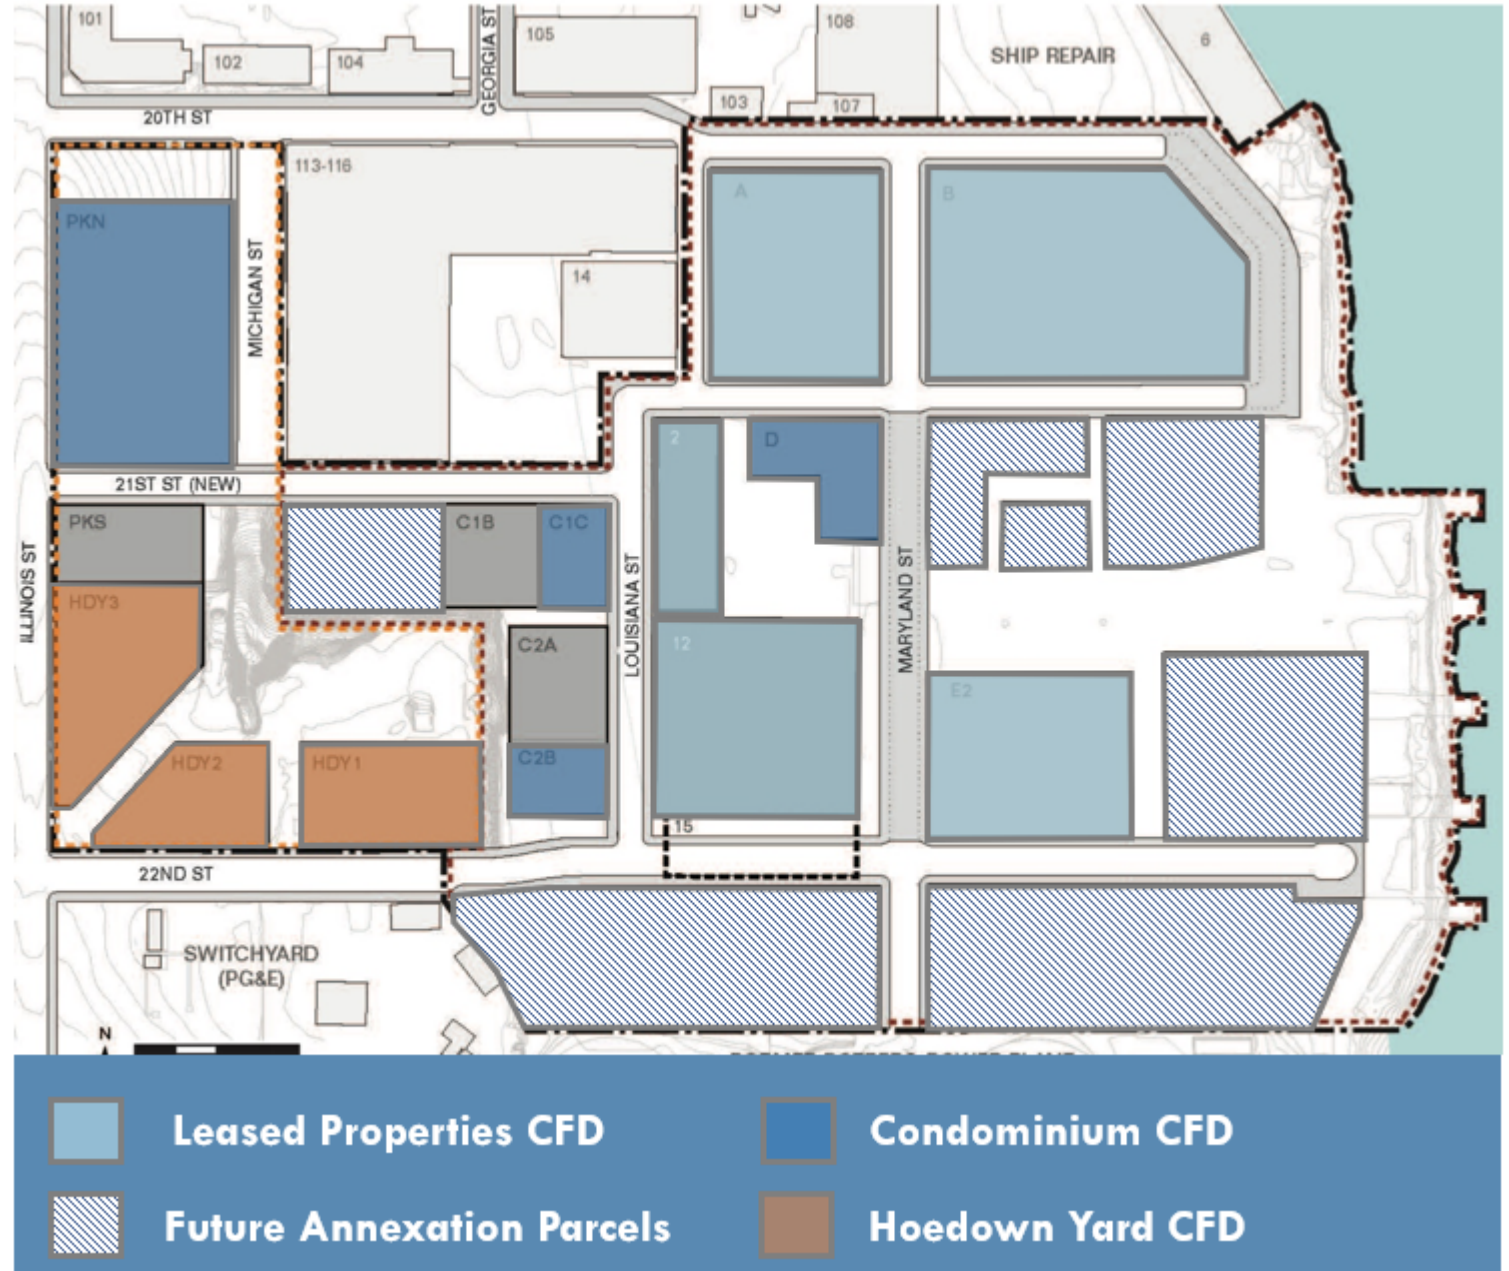 101
102
104
GEORGIA ST
105
108
103
107
SHIP REPAIR
6
20TH ST
113-116
14
A
B
PKN
MICHIGAN ST
21ST ST (NEW)
2
D
PKS
C1B
C1C
ILLINOIS ST
HDY3
LOUISIANA ST
MARYLAND ST
C2A
12
E2
HDY2
HDY1
C2B
15
22ND ST
SWITCHYARD
(PG&E)
N
Leased Properties CFD
Condominium CFD
Future Annexation Parcels
Hoedown Yard CFD